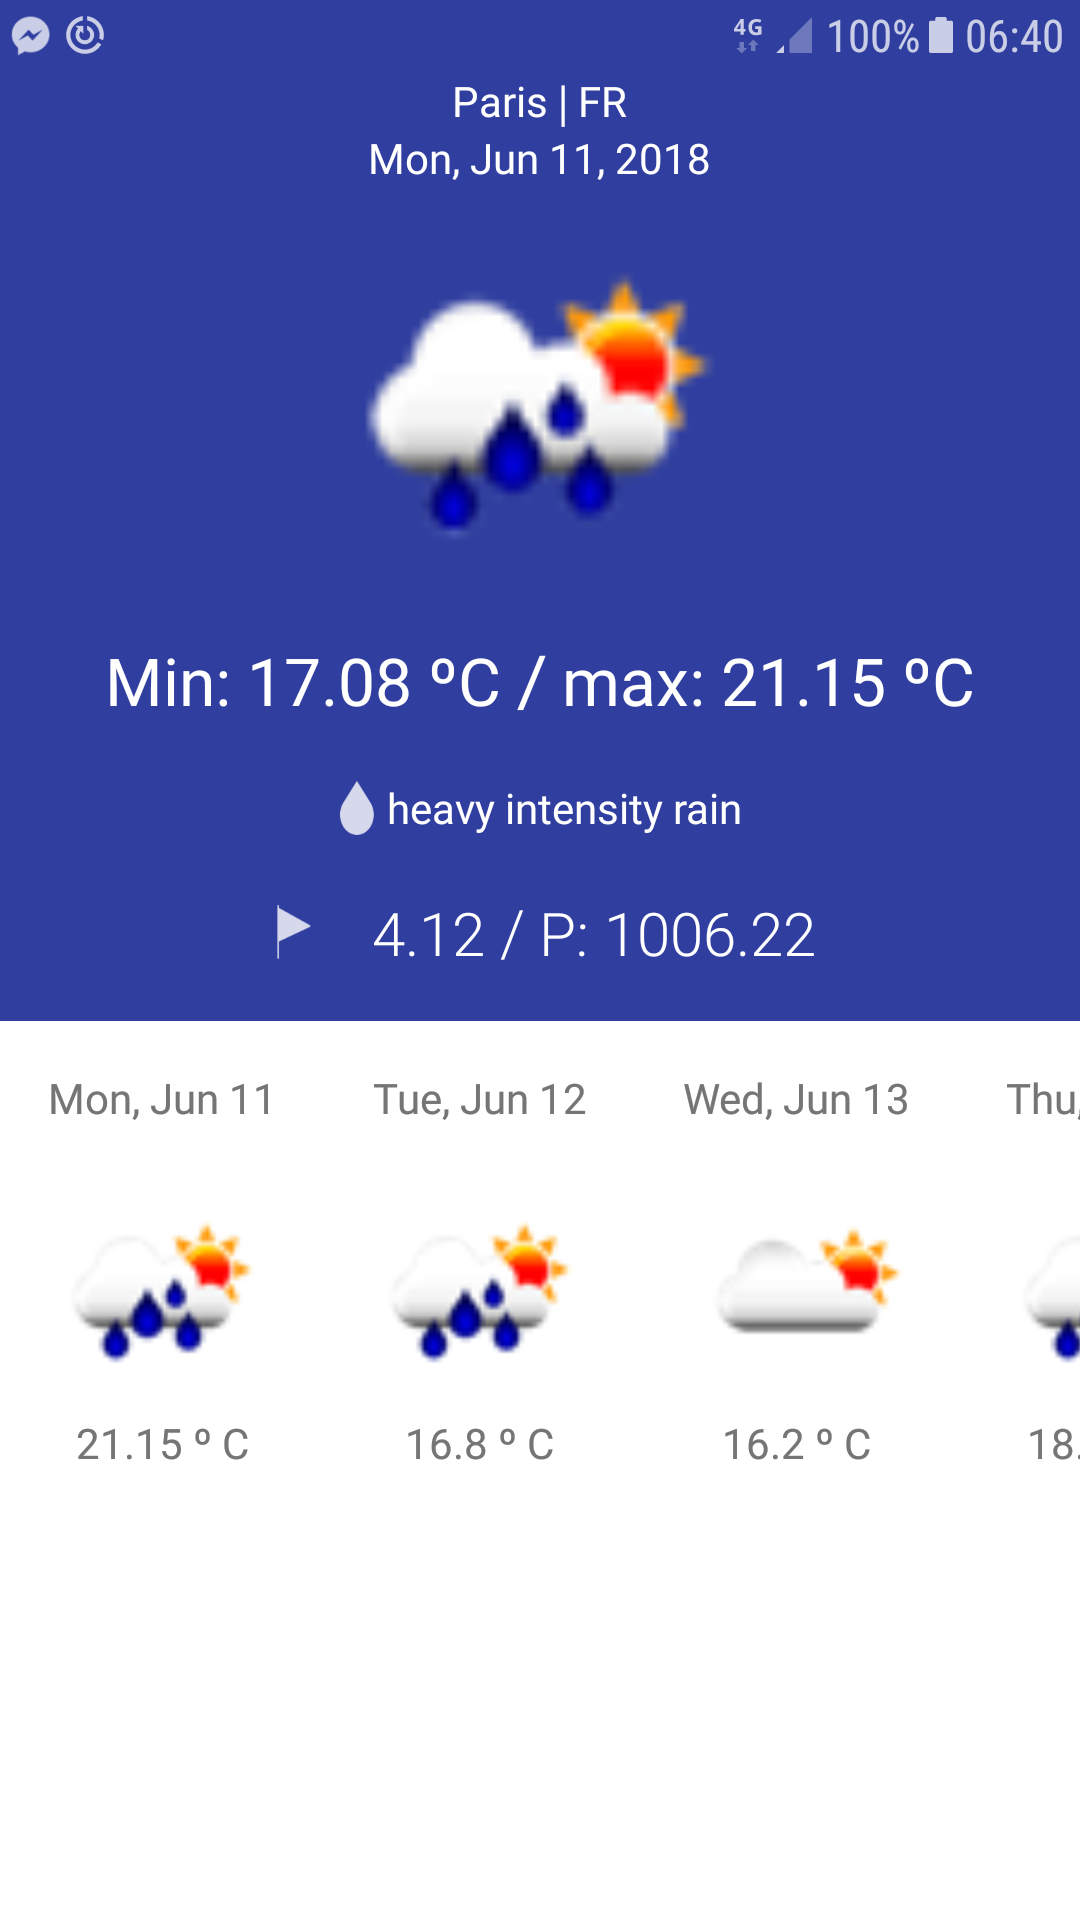 4G 100% 06:40
Paris | FR
Mon, Jun 11, 2018
Min: 17.08 ºC / max: 21.15 ºC
heavy intensity rain
4.12 / P: 1006.22
Mon, Jun 11 Tue, Jun 12 Wed, Jun 13 Thu,
21.15 º C 16.8 º C 16.2 º C 18.